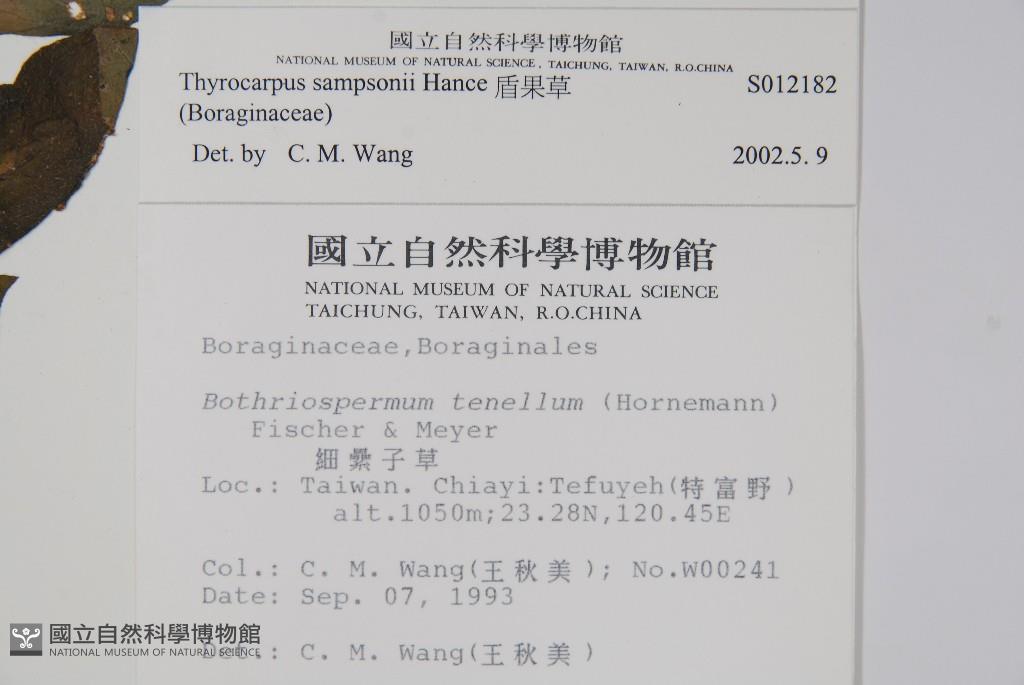 國立自然科學博物館
NATIONAL MUSEUM OF NATURAL SCIENCE, TAICHUNG, TAIWAN, R.O.CHINA
Thyrocarpus sampsonii Hance 盾果草 S012182
(Boraginaceae)
Det. by C. M. Wang 2002.5. 9
國立自然科學博物館
NATIONAL MUSEUM OF NATURAL SCIENCE
TAICHUNG, TAIWAN, R.O.CHINA
Boraginaceae,Boraginales
Bothriospermum tenellum (Hornemann)
Fischer & Meyer
細纍子草
Loc.: Taiwan. Chiayi:Tefuyeh(特富野)
alt.1050m;23.28N,120.45E
Col.: C. M. Wang(王秋美); No.W00241
Date: Sep. 07, 1993
Det.: C. M. Wang(王秋美)
國立自然科學博物館
NATIONAL MUSEUM OF NATURAL SCIENCE